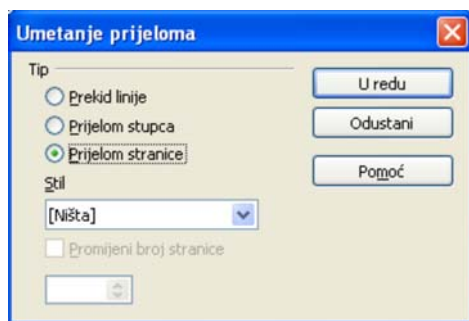 Umetanje prijeloma
Tip
Prekid linije
Prijelom stupca
Prijelom stranice
Stil
[Ništa]
Promijeni broj stranice
U redu
Odustani
Pomoć